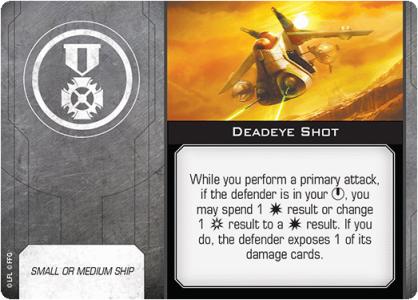 DEADEYE SHOT
While you perform a primary attack,
if the defender is in your , you
may spend 1 result or change
1 result to a result. If you
do, the defender exposes 1 of its
damage cards.
SMALL OR MEDIUM SHIP
© LFL © FFG